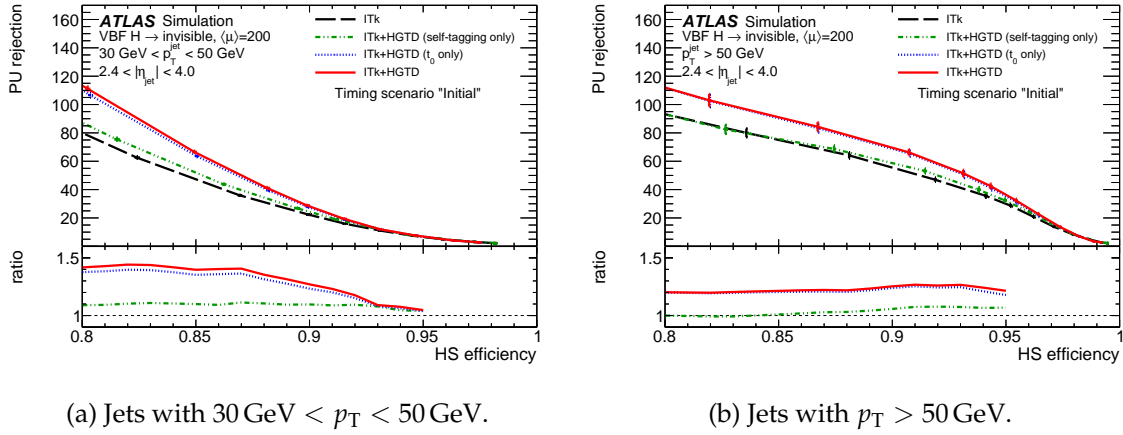 ATLAS Simulation
VBF H → invisible, ⟨μ⟩=200
30 GeV < p_T^jet < 50 GeV
2.4 < |η_jet| < 4.0
ITk
ITk+HGTD (self-tagging only)
ITk+HGTD (t_0 only)
ITk+HGTD
Timing scenario "Initial"
PU rejection
160
140
120
100
80
60
40
20
ratio
1.5
1
0.8 0.85 0.9 0.95 1
HS efficiency
(a) Jets with 30 GeV < p_T < 50 GeV.
ATLAS Simulation
VBF H → invisible, ⟨μ⟩=200
p_T^jet > 50 GeV
2.4 < |η_jet| < 4.0
ITk
ITk+HGTD (self-tagging only)
ITk+HGTD (t_0 only)
ITk+HGTD
Timing scenario "Initial"
PU rejection
160
140
120
100
80
60
40
20
ratio
1.5
1
0.8 0.85 0.9 0.95 1
HS efficiency
(b) Jets with p_T > 50 GeV.